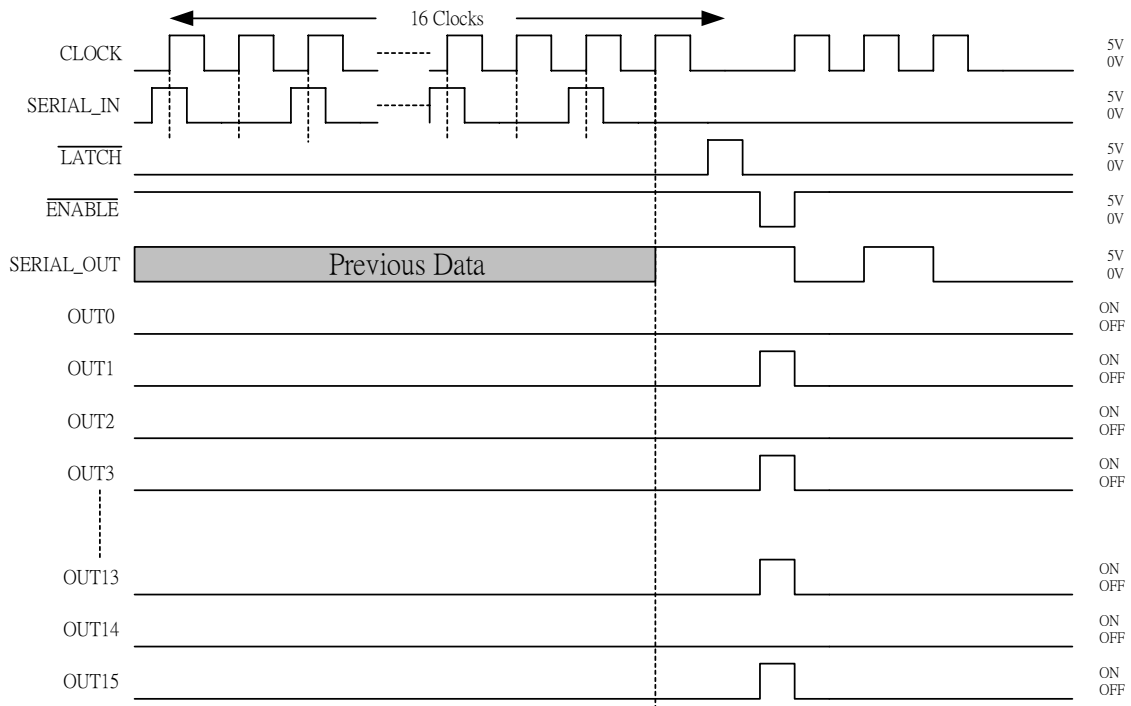 16 Clocks
CLOCK
5V
0V
SERIAL_IN
5V
0V
LATCH
5V
0V
ENABLE
5V
0V
SERIAL_OUT
Previous Data
5V
0V
OUT0
ON
OFF
OUT1
ON
OFF
OUT2
ON
OFF
OUT3
ON
OFF
OUT13
ON
OFF
OUT14
ON
OFF
OUT15
ON
OFF